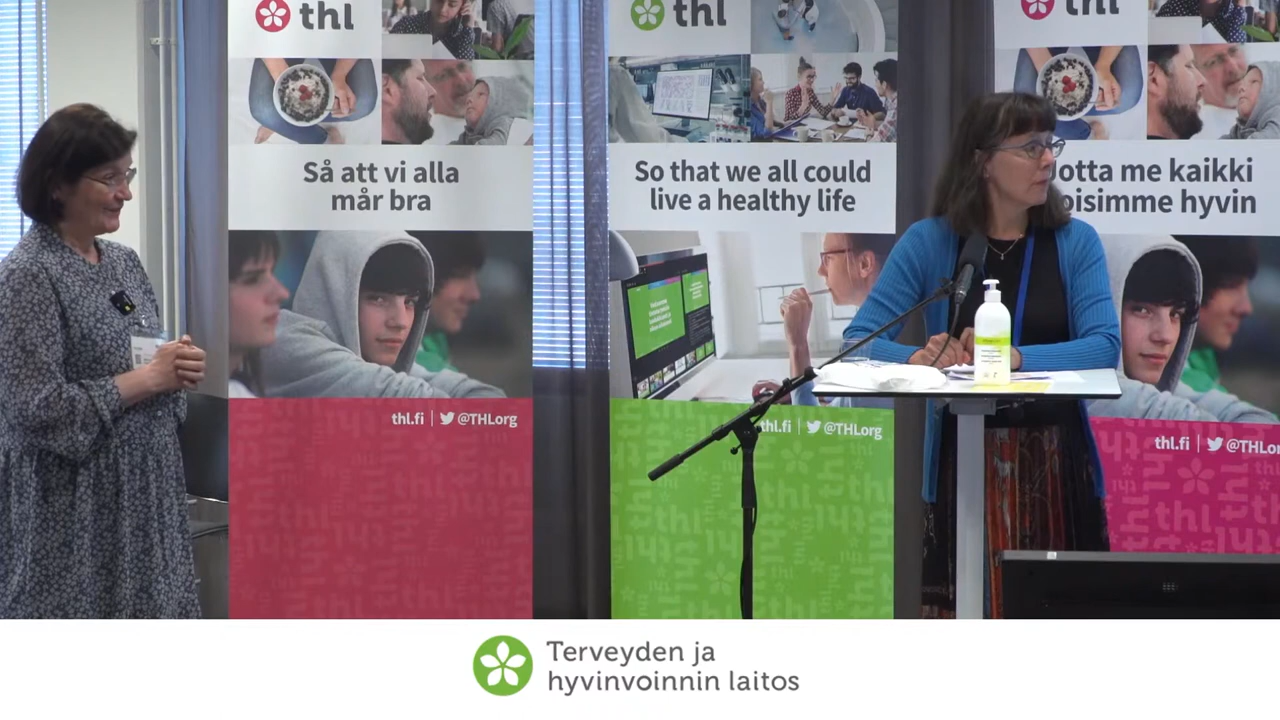 thl
Så att vi alla
mår bra
thl.fi | @THLorg
thl
So that we all could
live a healthy life
thl.fi | @THLorg
thl
Jotta me kaikki
voisimme hyvin
thl.fi | @THLor
Terveyden ja
hyvinvoinnin laitos